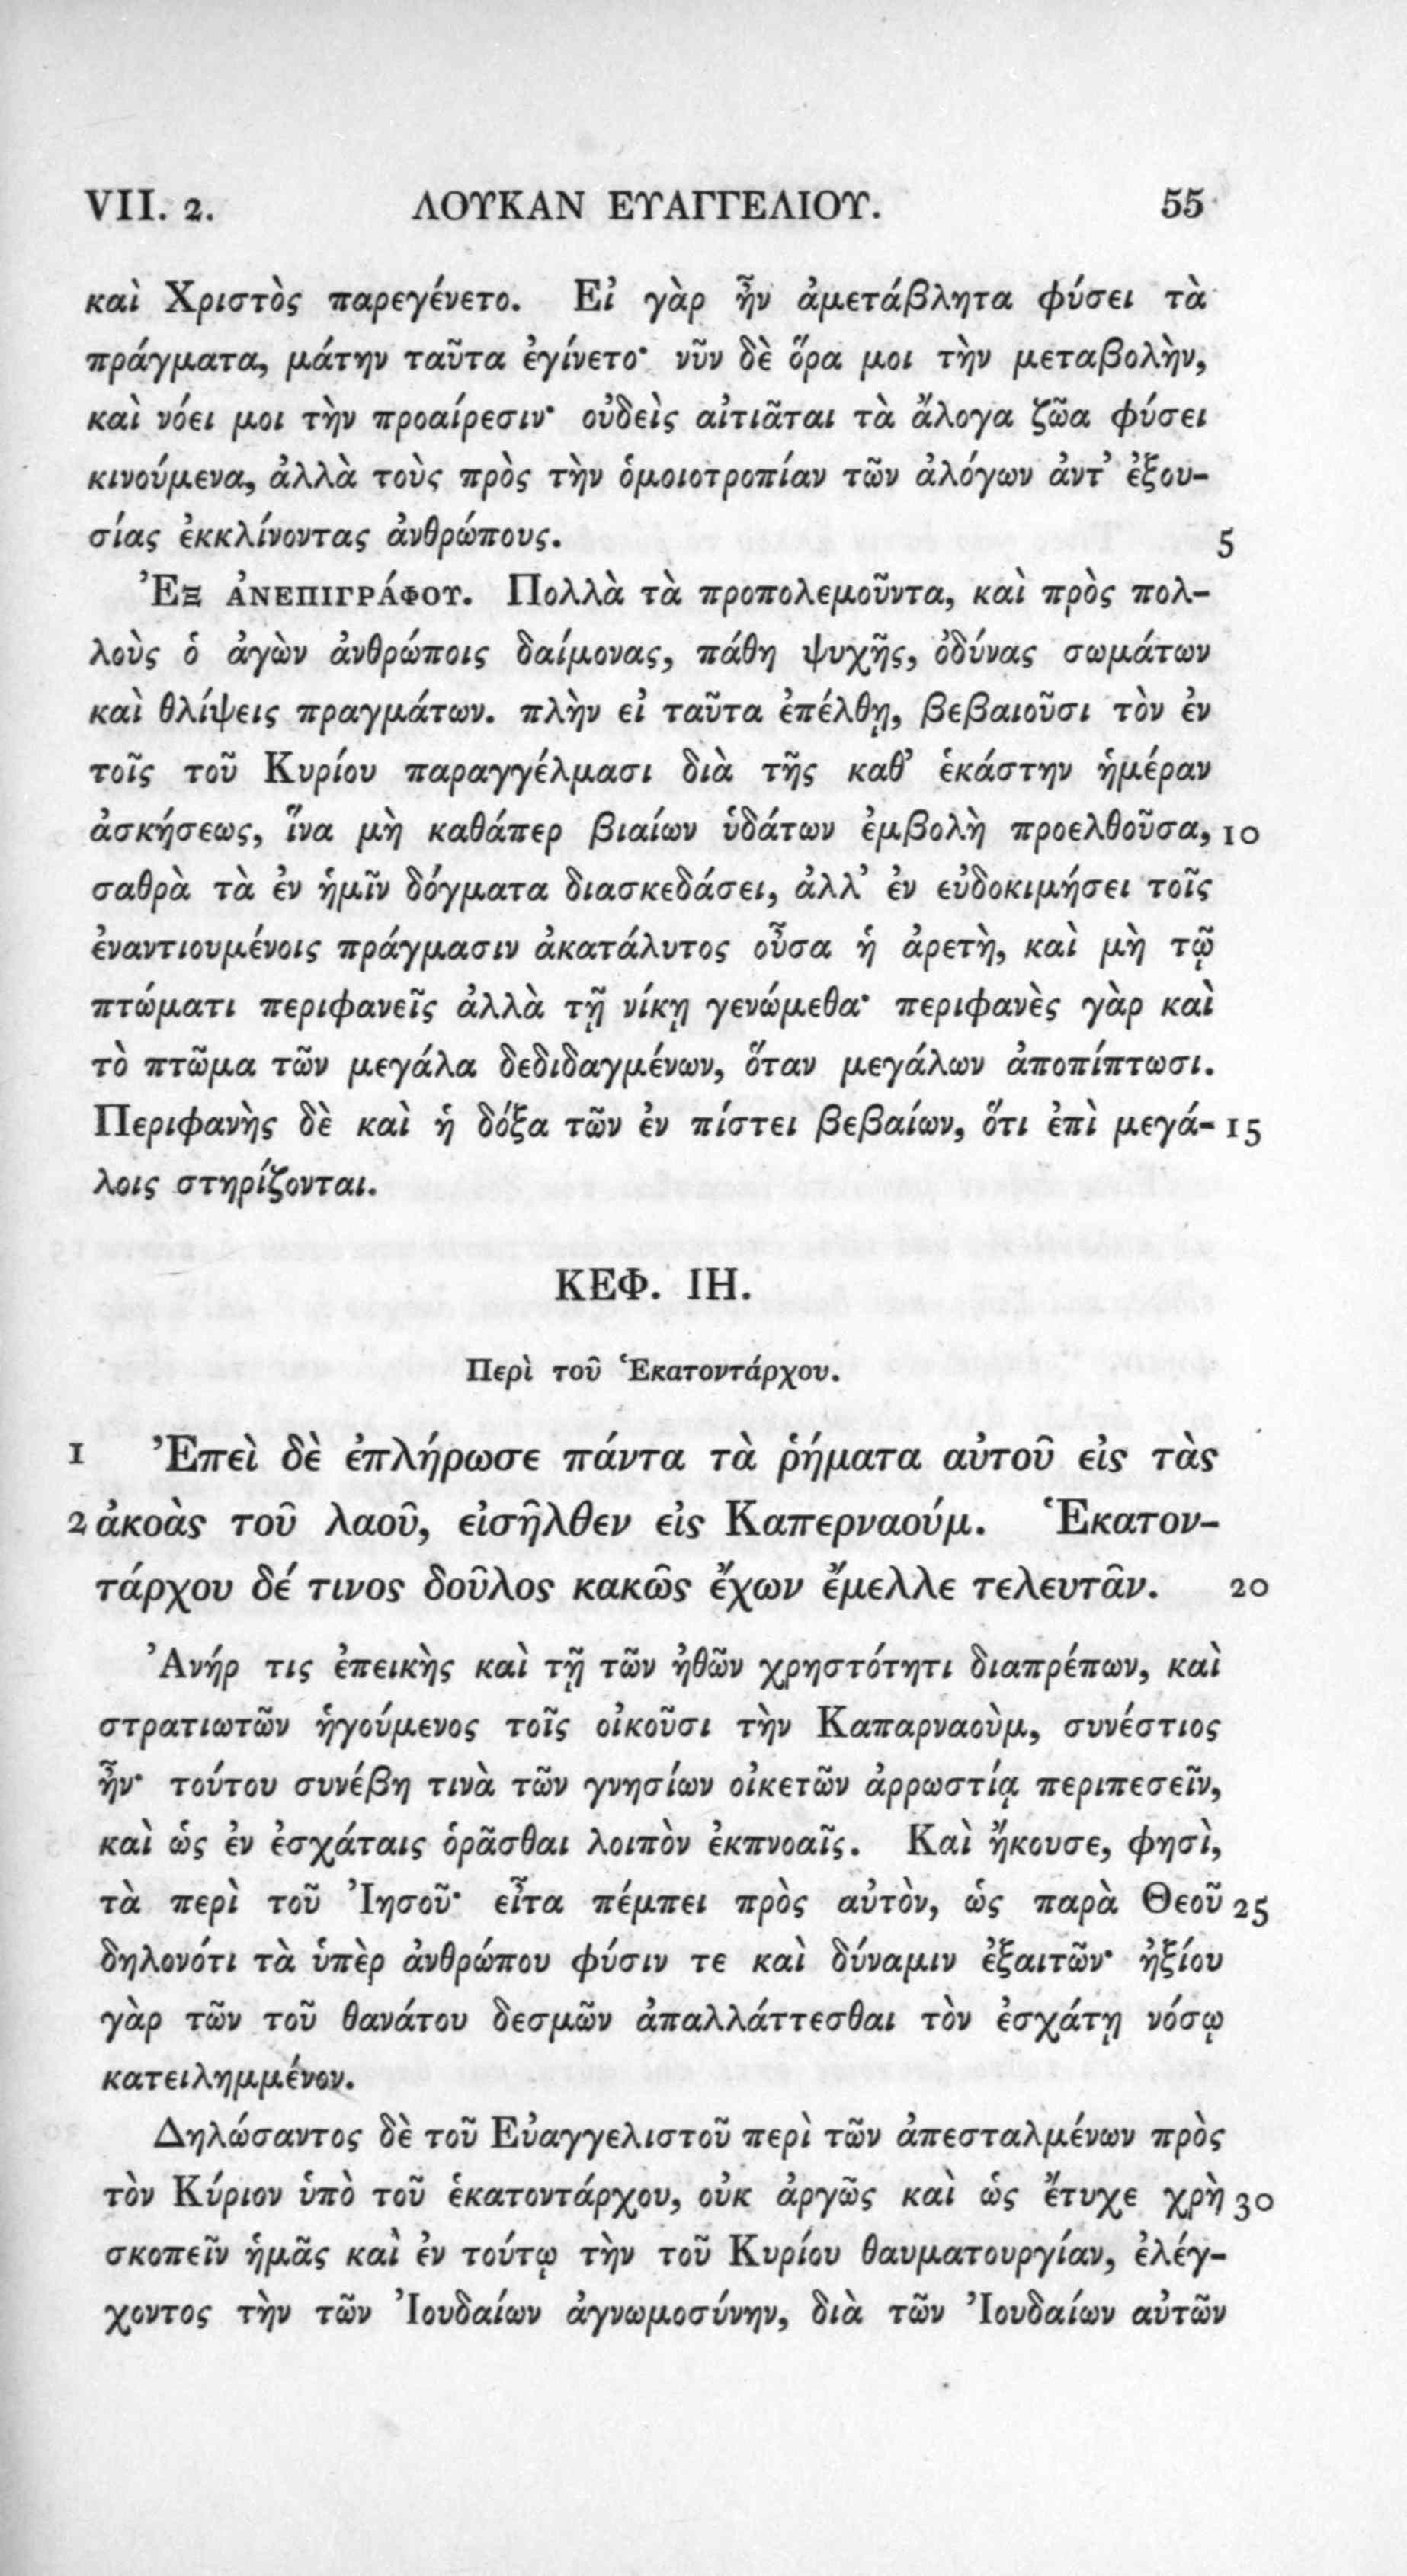 VII. 2. ΛΟΥΚΑΝ ΕΥΑΓΓΕΛΙΟΥ. 55
καὶ Χριστὸς παρεγένετο. Εἰ γὰρ ἦν ἀμετάβλητα φύσει τὰ
πράγματα, μάτην ταῦτα ἐγίνετο· νῦν δὲ ὅρα μοι τὴν μεταβολὴν,
καὶ νόει μοι τὴν προαίρεσιν· οὐδεὶς αἰτιᾶται τὰ ἄλογα ζῶα φύσει
κινούμενα, ἀλλὰ τοὺς πρὸς τὴν ὁμοιοτροπίαν τῶν ἀλόγων ἀντ’ ἐξου-
σίας ἐκκλίνοντας ἀνθρώπους. 5
Ἐξ ἀνεπιγράφου. Πολλὰ τὰ προπολεμοῦντα, καὶ πρὸς πολ-
λοὺς ὁ ἀγὼν ἀνθρώποις δαίμονας, πάθη ψυχῆς, ὀδύνας σωμάτων
καὶ θλίψεις πραγμάτων. πλὴν εἰ ταῦτα ἐπέλθῃ, βεβαιοῦσι τὸν ἐν
τοῖς τοῦ Κυρίου παραγγέλμασι διὰ τῆς καθ’ ἑκάστην ἡμέραν
ἀσκήσεως, ἵνα μὴ καθάπερ βιαίων ὑδάτων ἐμβολὴ προελθοῦσα, 10
σαθρὰ τὰ ἐν ἡμῖν δόγματα διασκεδάσει, ἀλλ’ ἐν εὐδοκιμήσει τοῖς
ἐναντιουμένοις πράγμασιν ἀκατάλυτος οὖσα ἡ ἀρετὴ, καὶ μὴ τῷ
πτώματι περιφανεῖς ἀλλὰ τῇ νίκῃ γενώμεθα· περιφανὲς γὰρ καὶ
τὸ πτῶμα τῶν μεγάλα δεδιδαγμένων, ὅταν μεγάλων ἀποπίπτωσι.
Περιφανὴς δὲ καὶ ἡ δόξα τῶν ἐν πίστει βεβαίων, ὅτι ἐπὶ μεγά- 15
λοις στηρίζονται.
ΚΕΦ. ΙΗ.
Περὶ τοῦ Ἑκατοντάρχου.
1 Ἐπεὶ δὲ ἐπλήρωσε πάντα τὰ ῥήματα αὐτοῦ εἰς τὰς
2 ἀκοὰς τοῦ λαοῦ, εἰσῆλθεν εἰς Καπερναούμ. Ἑκατον-
τάρχου δέ τινος δοῦλος κακῶς ἔχων ἔμελλε τελευτᾶν. 20
Ἀνήρ τις ἐπεικὴς καὶ τῇ τῶν ἠθῶν χρηστότητι διαπρέπων, καὶ
στρατιωτῶν ἡγούμενος τοῖς οἰκοῦσι τὴν Καπαρναοὺμ, συνέστιος
ἦν· τούτου συνέβη τινὰ τῶν γνησίων οἰκετῶν ἀρρωστίᾳ περιπεσεῖν,
καὶ ὡς ἐν ἐσχάταις ὁρᾶσθαι λοιπὸν ἐκπνοαῖς. Καὶ ἤκουσε, φησὶ,
τὰ περὶ τοῦ Ἰησοῦ· εἶτα πέμπει πρὸς αὐτὸν, ὡς παρὰ Θεοῦ 25
δηλονότι τὰ ὑπὲρ ἀνθρώπου φύσιν τε καὶ δύναμιν ἐξαιτῶν· ἠξίου
γὰρ τῶν τοῦ θανάτου δεσμῶν ἀπαλλάττεσθαι τὸν ἐσχάτῃ νόσῳ
κατειλημμένον.
Δηλώσαντος δὲ τοῦ Εὐαγγελιστοῦ περὶ τῶν ἀπεσταλμένων πρὸς
τὸν Κύριον ὑπὸ τοῦ ἑκατοντάρχου, οὐκ ἀργῶς καὶ ὡς ἔτυχε χρὴ 30
σκοπεῖν ἡμᾶς καὶ ἐν τούτῳ τὴν τοῦ Κυρίου θαυματουργίαν, ἐλέγ-
χοντος τὴν τῶν Ἰουδαίων ἀγνωμοσύνην, διὰ τῶν Ἰουδαίων αὐτῶν